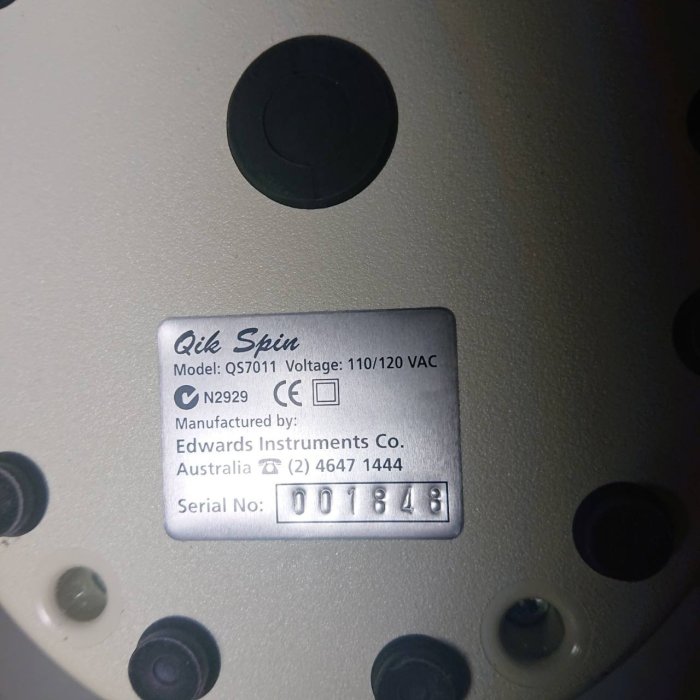 Qik Spin
Model: QS7011 Voltage: 110/120 VAC
N2929 CE
Manufactured by:
Edwards Instruments Co.
Australia ☎ (2) 4647 1444
Serial No: 001848